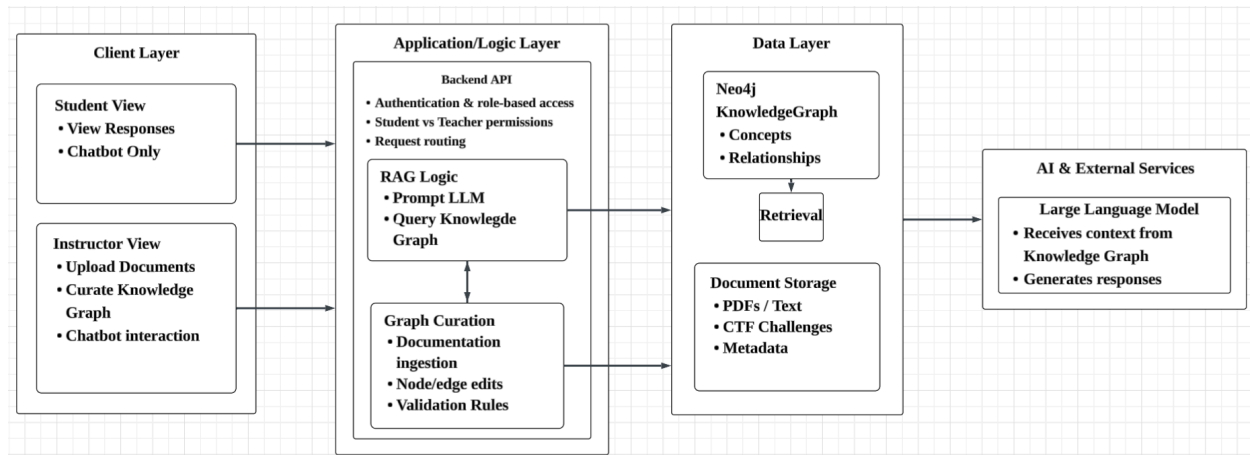 Client Layer
Student View
• View Responses
• Chatbot Only
Instructor View
• Upload Documents
• Curate Knowledge
Graph
• Chatbot interaction
Application/Logic Layer
Backend API
• Authentication & role-based access
• Student vs Teacher permissions
• Request routing
RAG Logic
• Prompt LLM
• Query Knowlegde
Graph
Graph Curation
• Documentation
ingestion
• Node/edge edits
• Validation Rules
Data Layer
Neo4j
KnowledgeGraph
• Concepts
• Relationships
Retrieval
Document Storage
• PDFs / Text
• CTF Challenges
• Metadata
AI & External Services
Large Language Model
• Receives context from
Knowledge Graph
• Generates responses